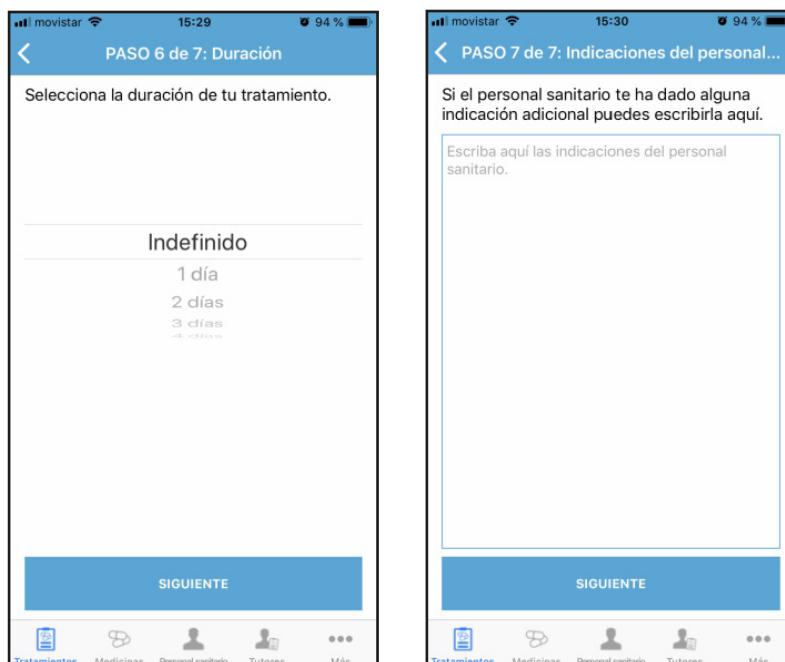 movistar 15:29 94 %
PASO 6 de 7: Duración
Selecciona la duración de tu tratamiento.
Indefinido
1 día
2 días
3 días
4 días
SIGUIENTE
Tratamientos Medicinas Personal sanitario Tutores Más
movistar 15:30 94 %
PASO 7 de 7: Indicaciones del personal...
Si el personal sanitario te ha dado alguna
indicación adicional puedes escribirla aquí.
Escriba aquí las indicaciones del personal
sanitario.
SIGUIENTE
Tratamientos Medicinas Personal sanitario Tutores Más